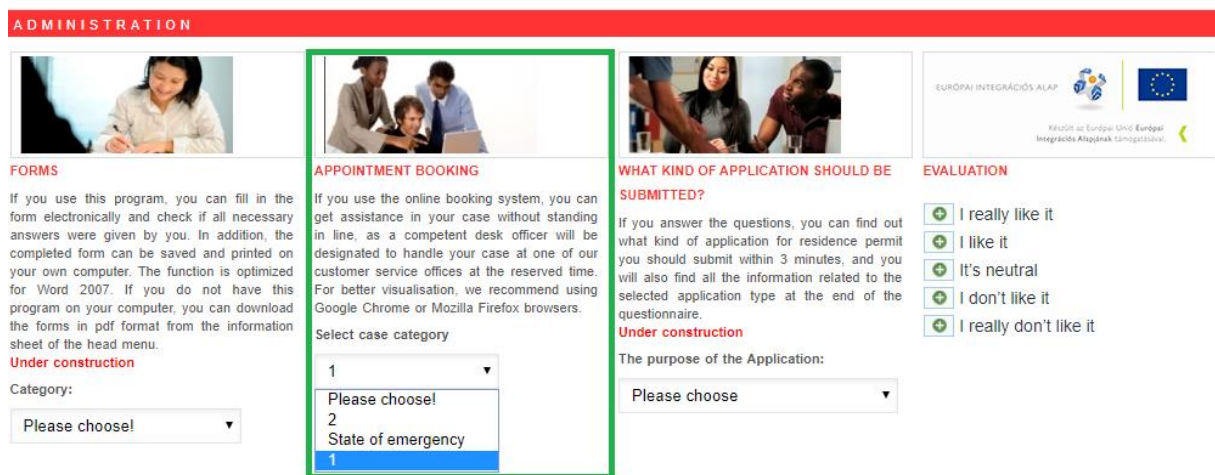 ADMINISTRATION
FORMS
If you use this program, you can fill in the
form electronically and check if all necessary
answers were given by you. In addition, the
completed form can be saved and printed on
your own computer. The function is optimized
for Word 2007. If you do not have this
program on your computer, you can download
the forms in pdf format from the information
sheet of the head menu.
Under construction
Category:
Please choose!
APPOINTMENT BOOKING
If you use the online booking system, you can
get assistance in your case without standing
in line, as a competent desk officer will be
designated to handle your case at one of our
customer service offices at the reserved time.
For better visualisation, we recommend using
Google Chrome or Mozilla Firefox browsers.
Select case category
1
Please choose!
2
State of emergency
1
WHAT KIND OF APPLICATION SHOULD BE
SUBMITTED?
If you answer the questions, you can find out
what kind of application for residence permit
you should submit within 3 minutes, and you
will also find all the information related to the
selected application type at the end of the
questionnaire.
Under construction
The purpose of the Application:
Please choose
EURÓPAI INTEGRÁCIÓS ALAP
Készült az Európai Unió Európai
Integrációs Alapjának támogatásával.
EVALUATION
I really like it
I like it
It's neutral
I don't like it
I really don't like it